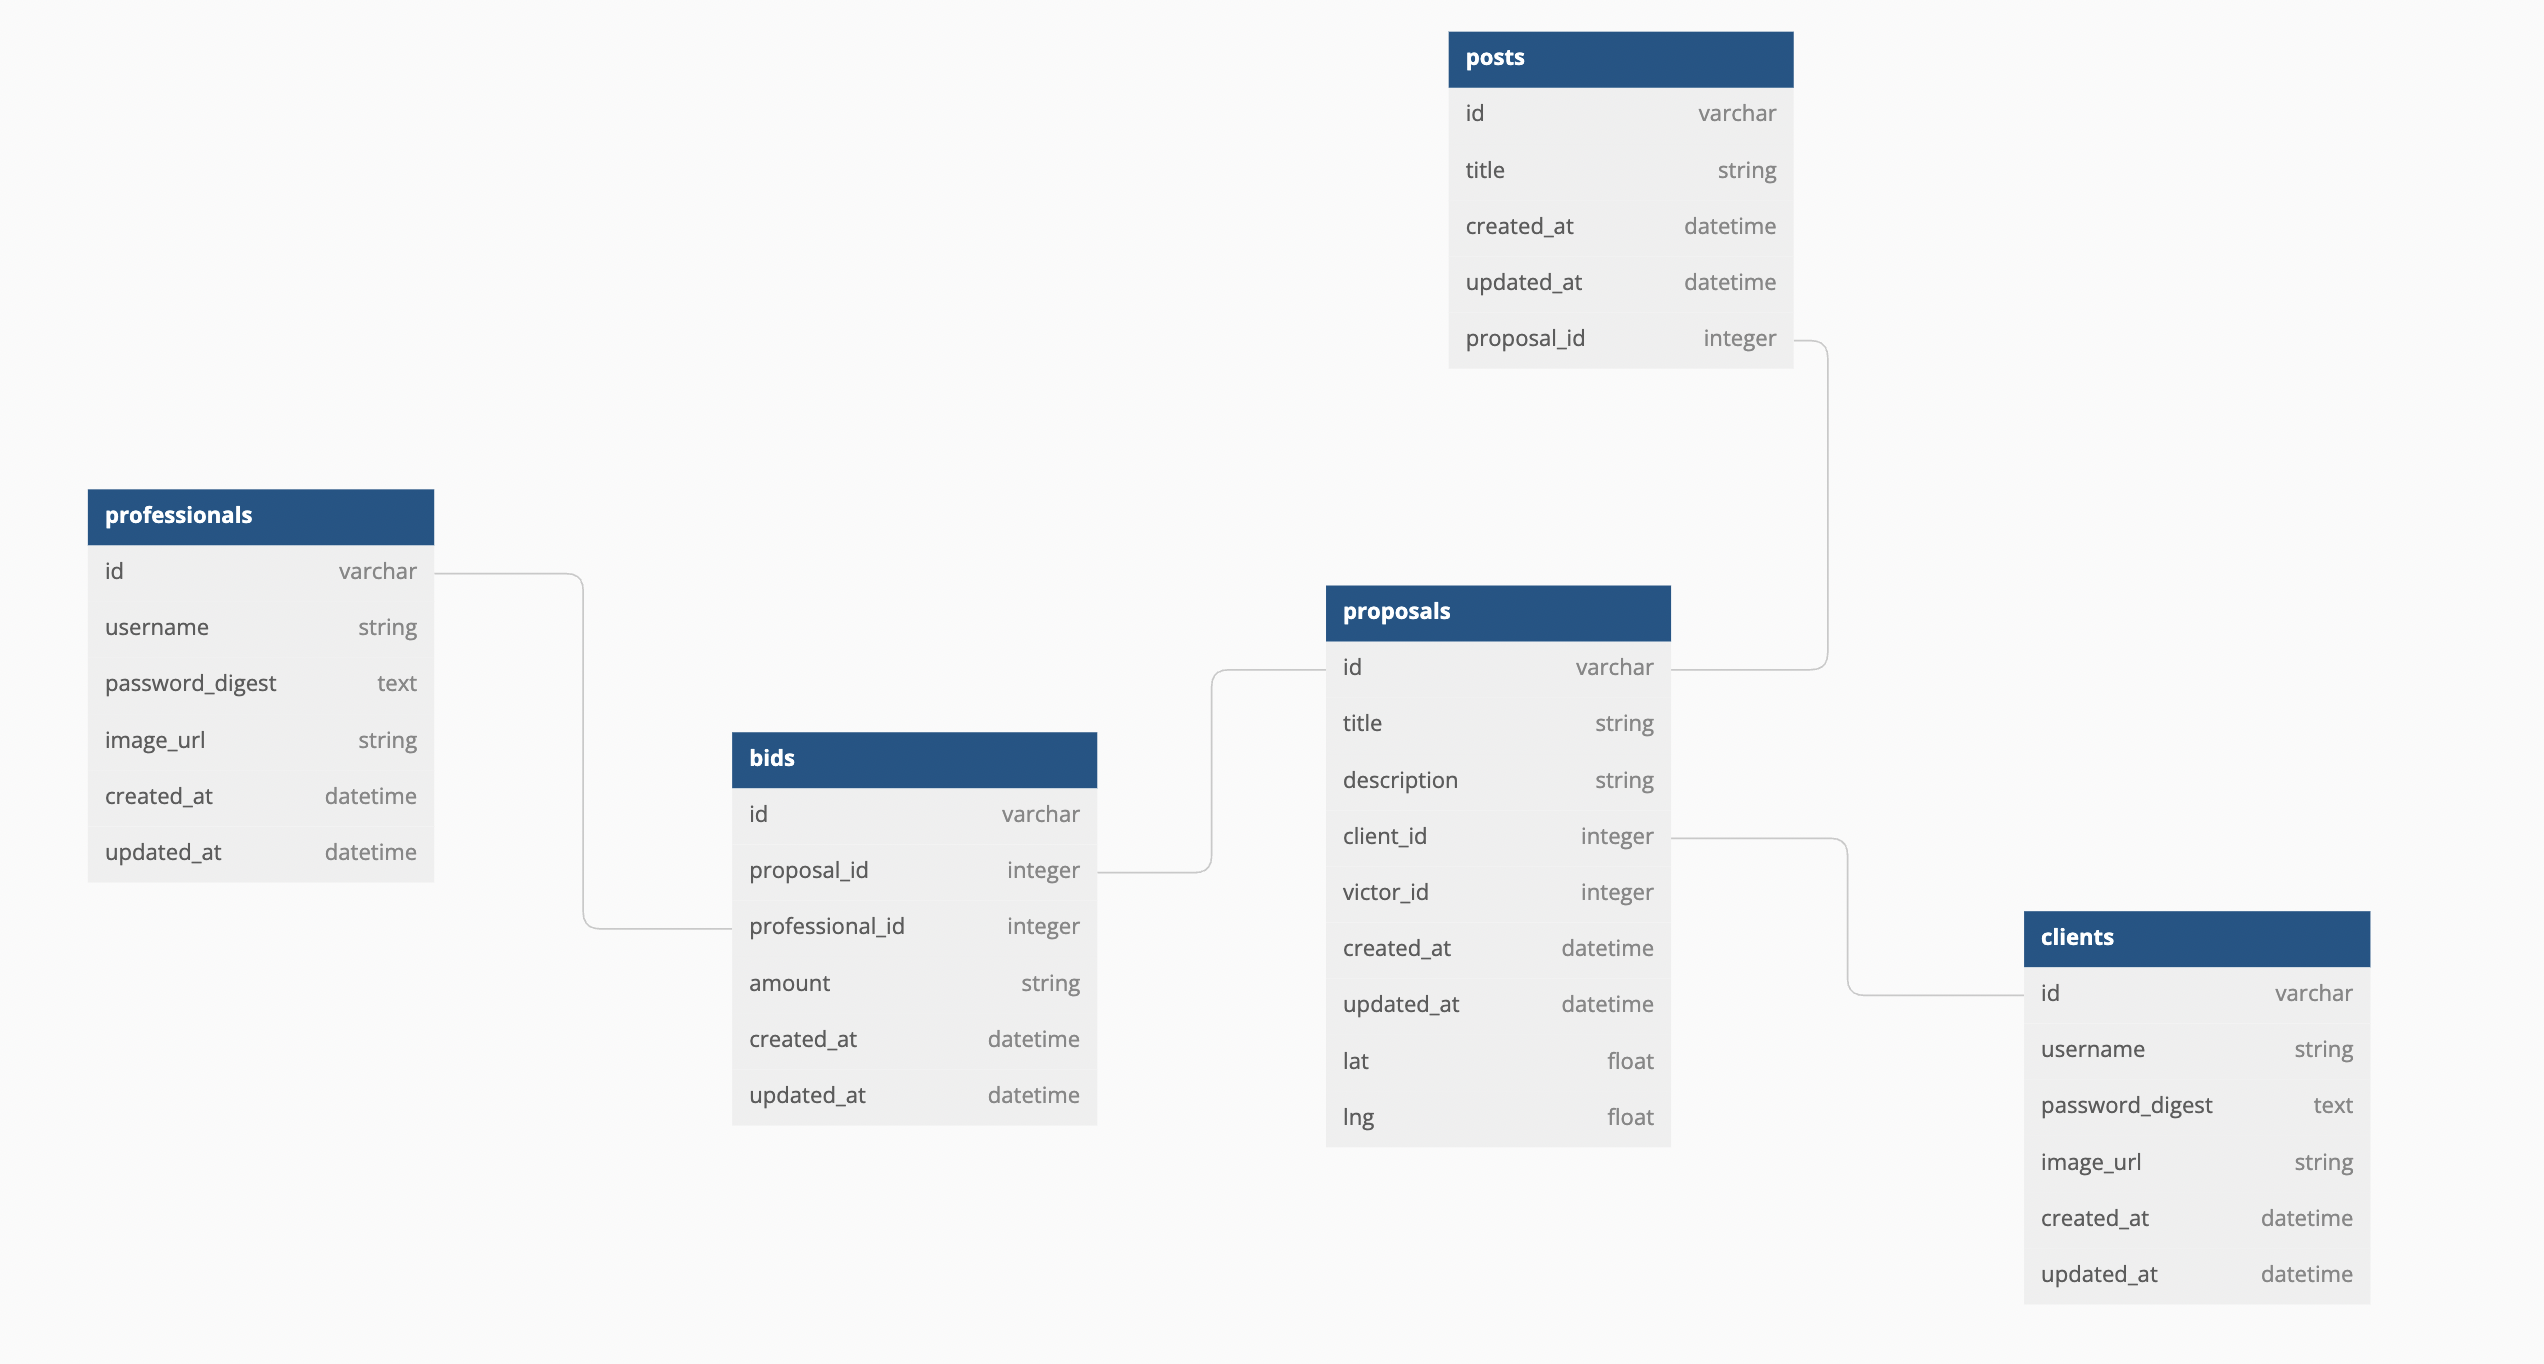 posts
id varchar
title string
created_at datetime
updated_at datetime
proposal_id integer
professionals
id varchar
username string
password_digest text
image_url string
created_at datetime
updated_at datetime
bids
id varchar
proposal_id integer
professional_id integer
amount string
created_at datetime
updated_at datetime
proposals
id varchar
title string
description string
client_id integer
victor_id integer
created_at datetime
updated_at datetime
lat float
lng float
clients
id varchar
username string
password_digest text
image_url string
created_at datetime
updated_at datetime